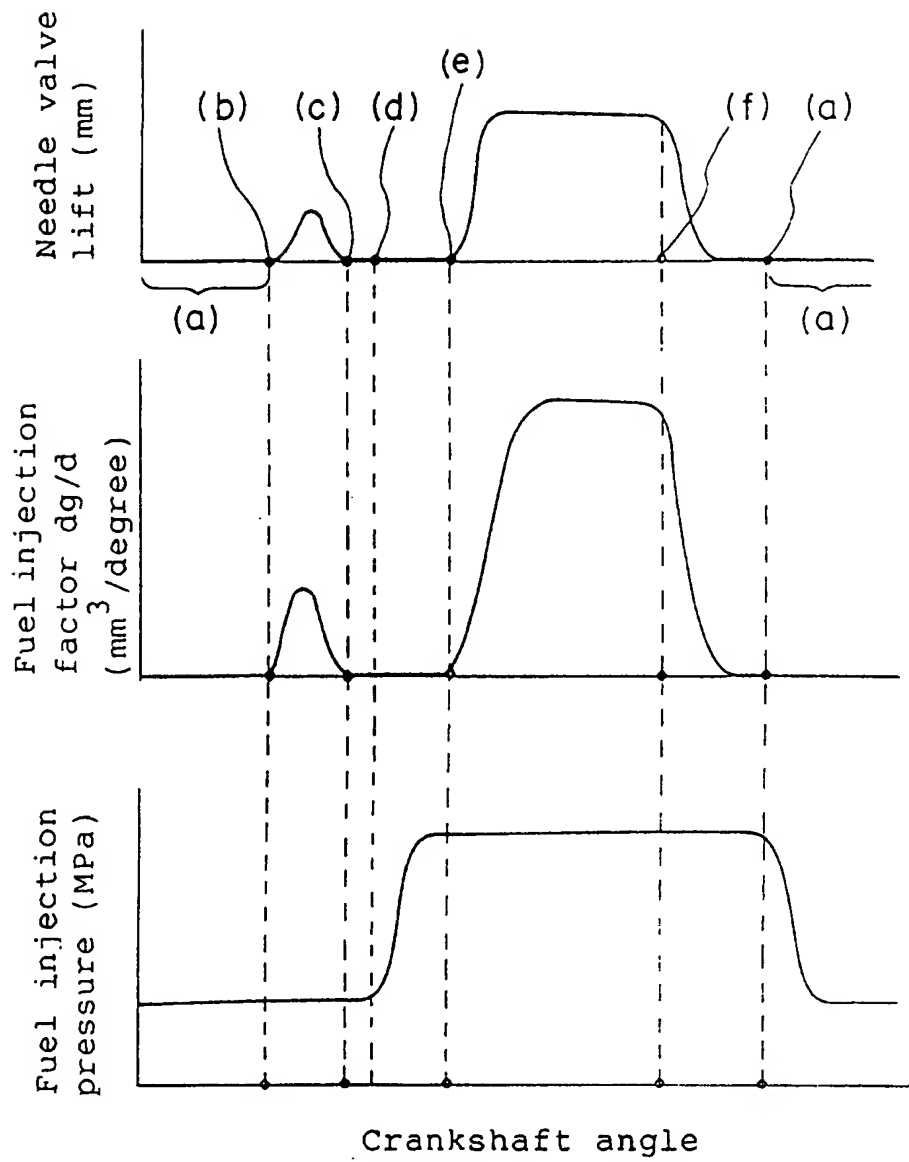 Needle valve
lift (mm)
(b)
(c)
(d)
(e)
(f)
(a)
(a)
(a)
Fuel injection
factor dg/d
(mm³/degree)
Fuel injection
pressure (MPa)
Crankshaft angle